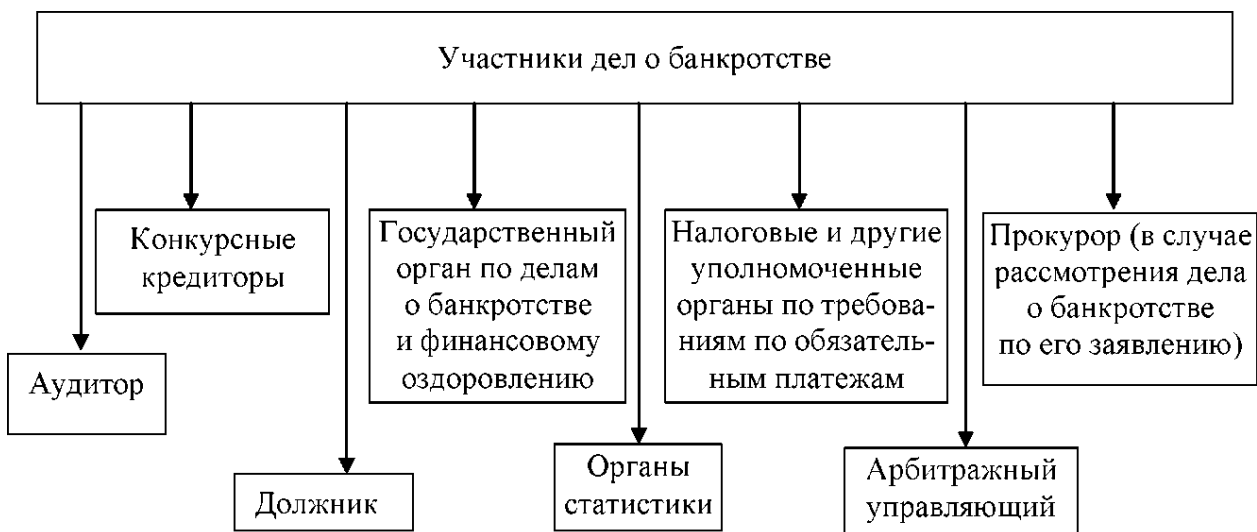 Участники дел о банкротстве
Конкурсные
кредиторы
Государственный
орган по делам
о банкротстве
и финансовому
оздоровлению
Налоговые и другие
уполномоченные
органы по требова-
ниям по обязатель-
ным платежам
Прокурор (в случае
рассмотрения дела
о банкротстве
по его заявлению)
Аудитор
Должник
Органы
статистики
Арбитражный
управляющий